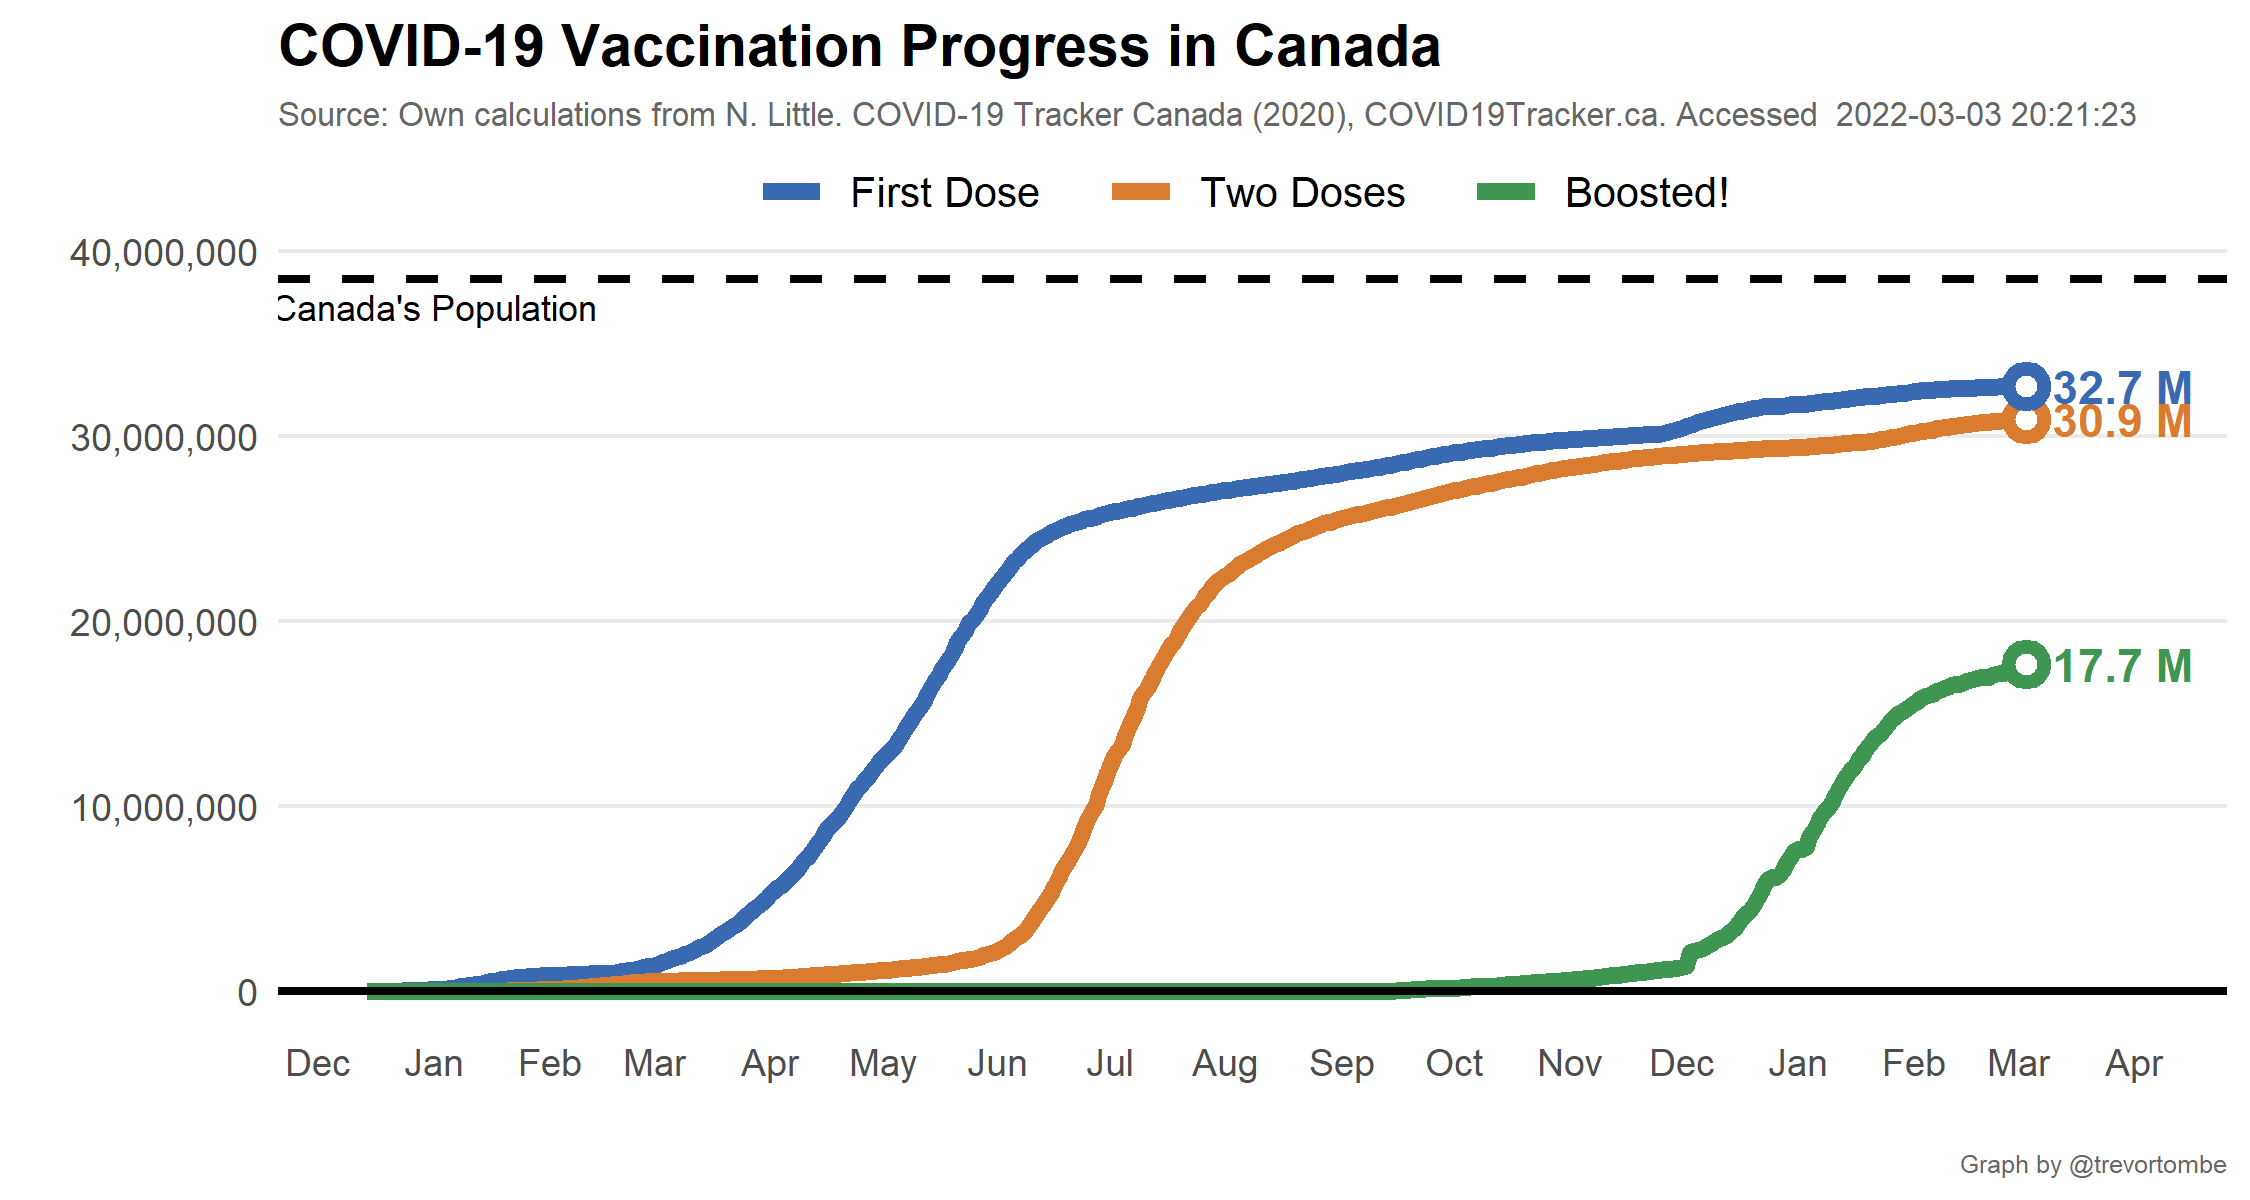 COVID-19 Vaccination Progress in Canada
Source: Own calculations from N. Little. COVID-19 Tracker Canada (2020), COVID19Tracker.ca. Accessed  2022-03-03 20:21:23
First Dose Two Doses Boosted!
40,000,000
Canada's Population
32.7 M
30.9 M
30,000,000
20,000,000
17.7 M
10,000,000
0
Dec Jan Feb Mar Apr May Jun Jul Aug Sep Oct Nov Dec Jan Feb Mar Apr
Graph by @trevortombe